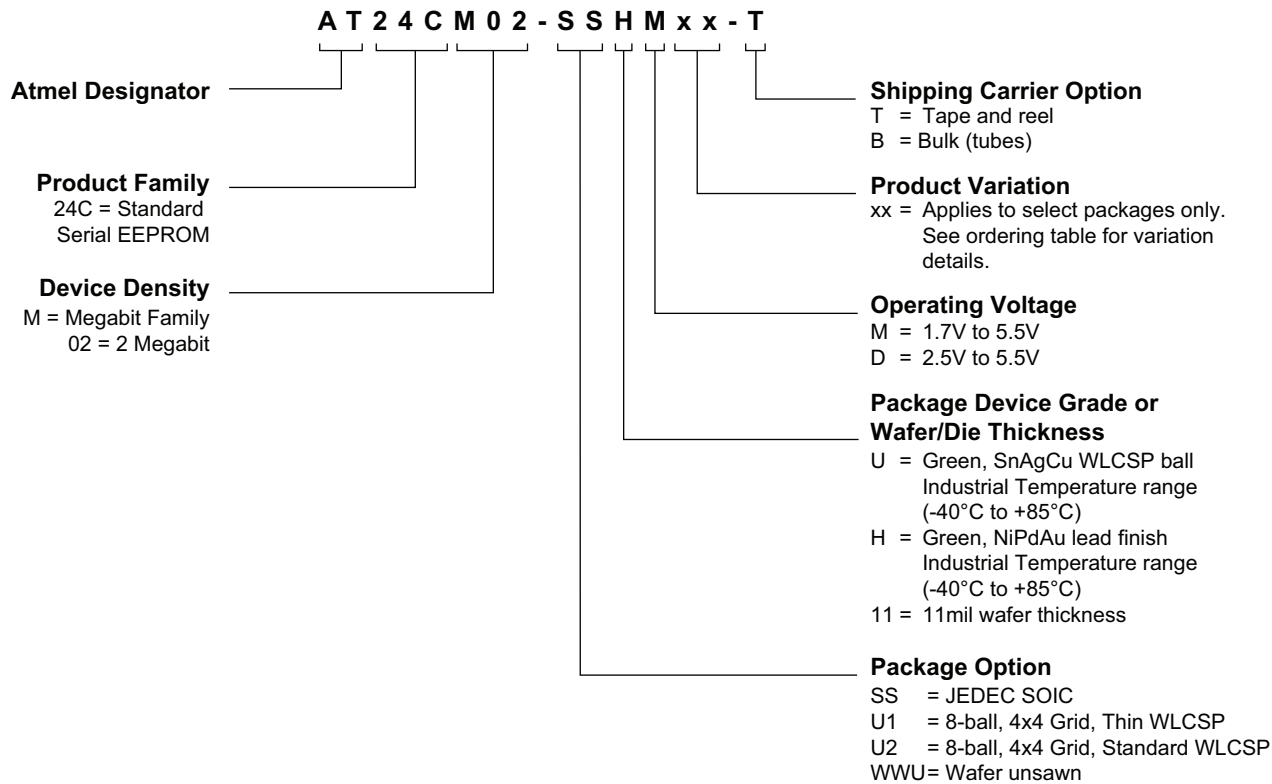 AT24CM02-SSHMxx-T
Atmel Designator
Product Family
24C = Standard
Serial EEPROM
Device Density
M = Megabit Family
02 = 2 Megabit
Shipping Carrier Option
T = Tape and reel
B = Bulk (tubes)
Product Variation
xx = Applies to select packages only.
See ordering table for variation
details.
Operating Voltage
M = 1.7V to 5.5V
D = 2.5V to 5.5V
Package Device Grade or
Wafer/Die Thickness
U = Green, SnAgCu WLCSP ball
Industrial Temperature range
(-40°C to +85°C)
H = Green, NiPdAu lead finish
Industrial Temperature range
(-40°C to +85°C)
11 = 11mil wafer thickness
Package Option
SS = JEDEC SOIC
U1 = 8-ball, 4x4 Grid, Thin WLCSP
U2 = 8-ball, 4x4 Grid, Standard WLCSP
WWU= Wafer unsawn